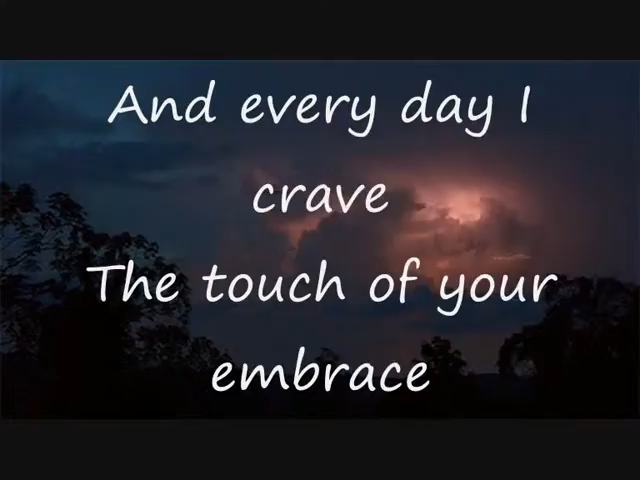 And every day I
crave
The touch of your
embrace